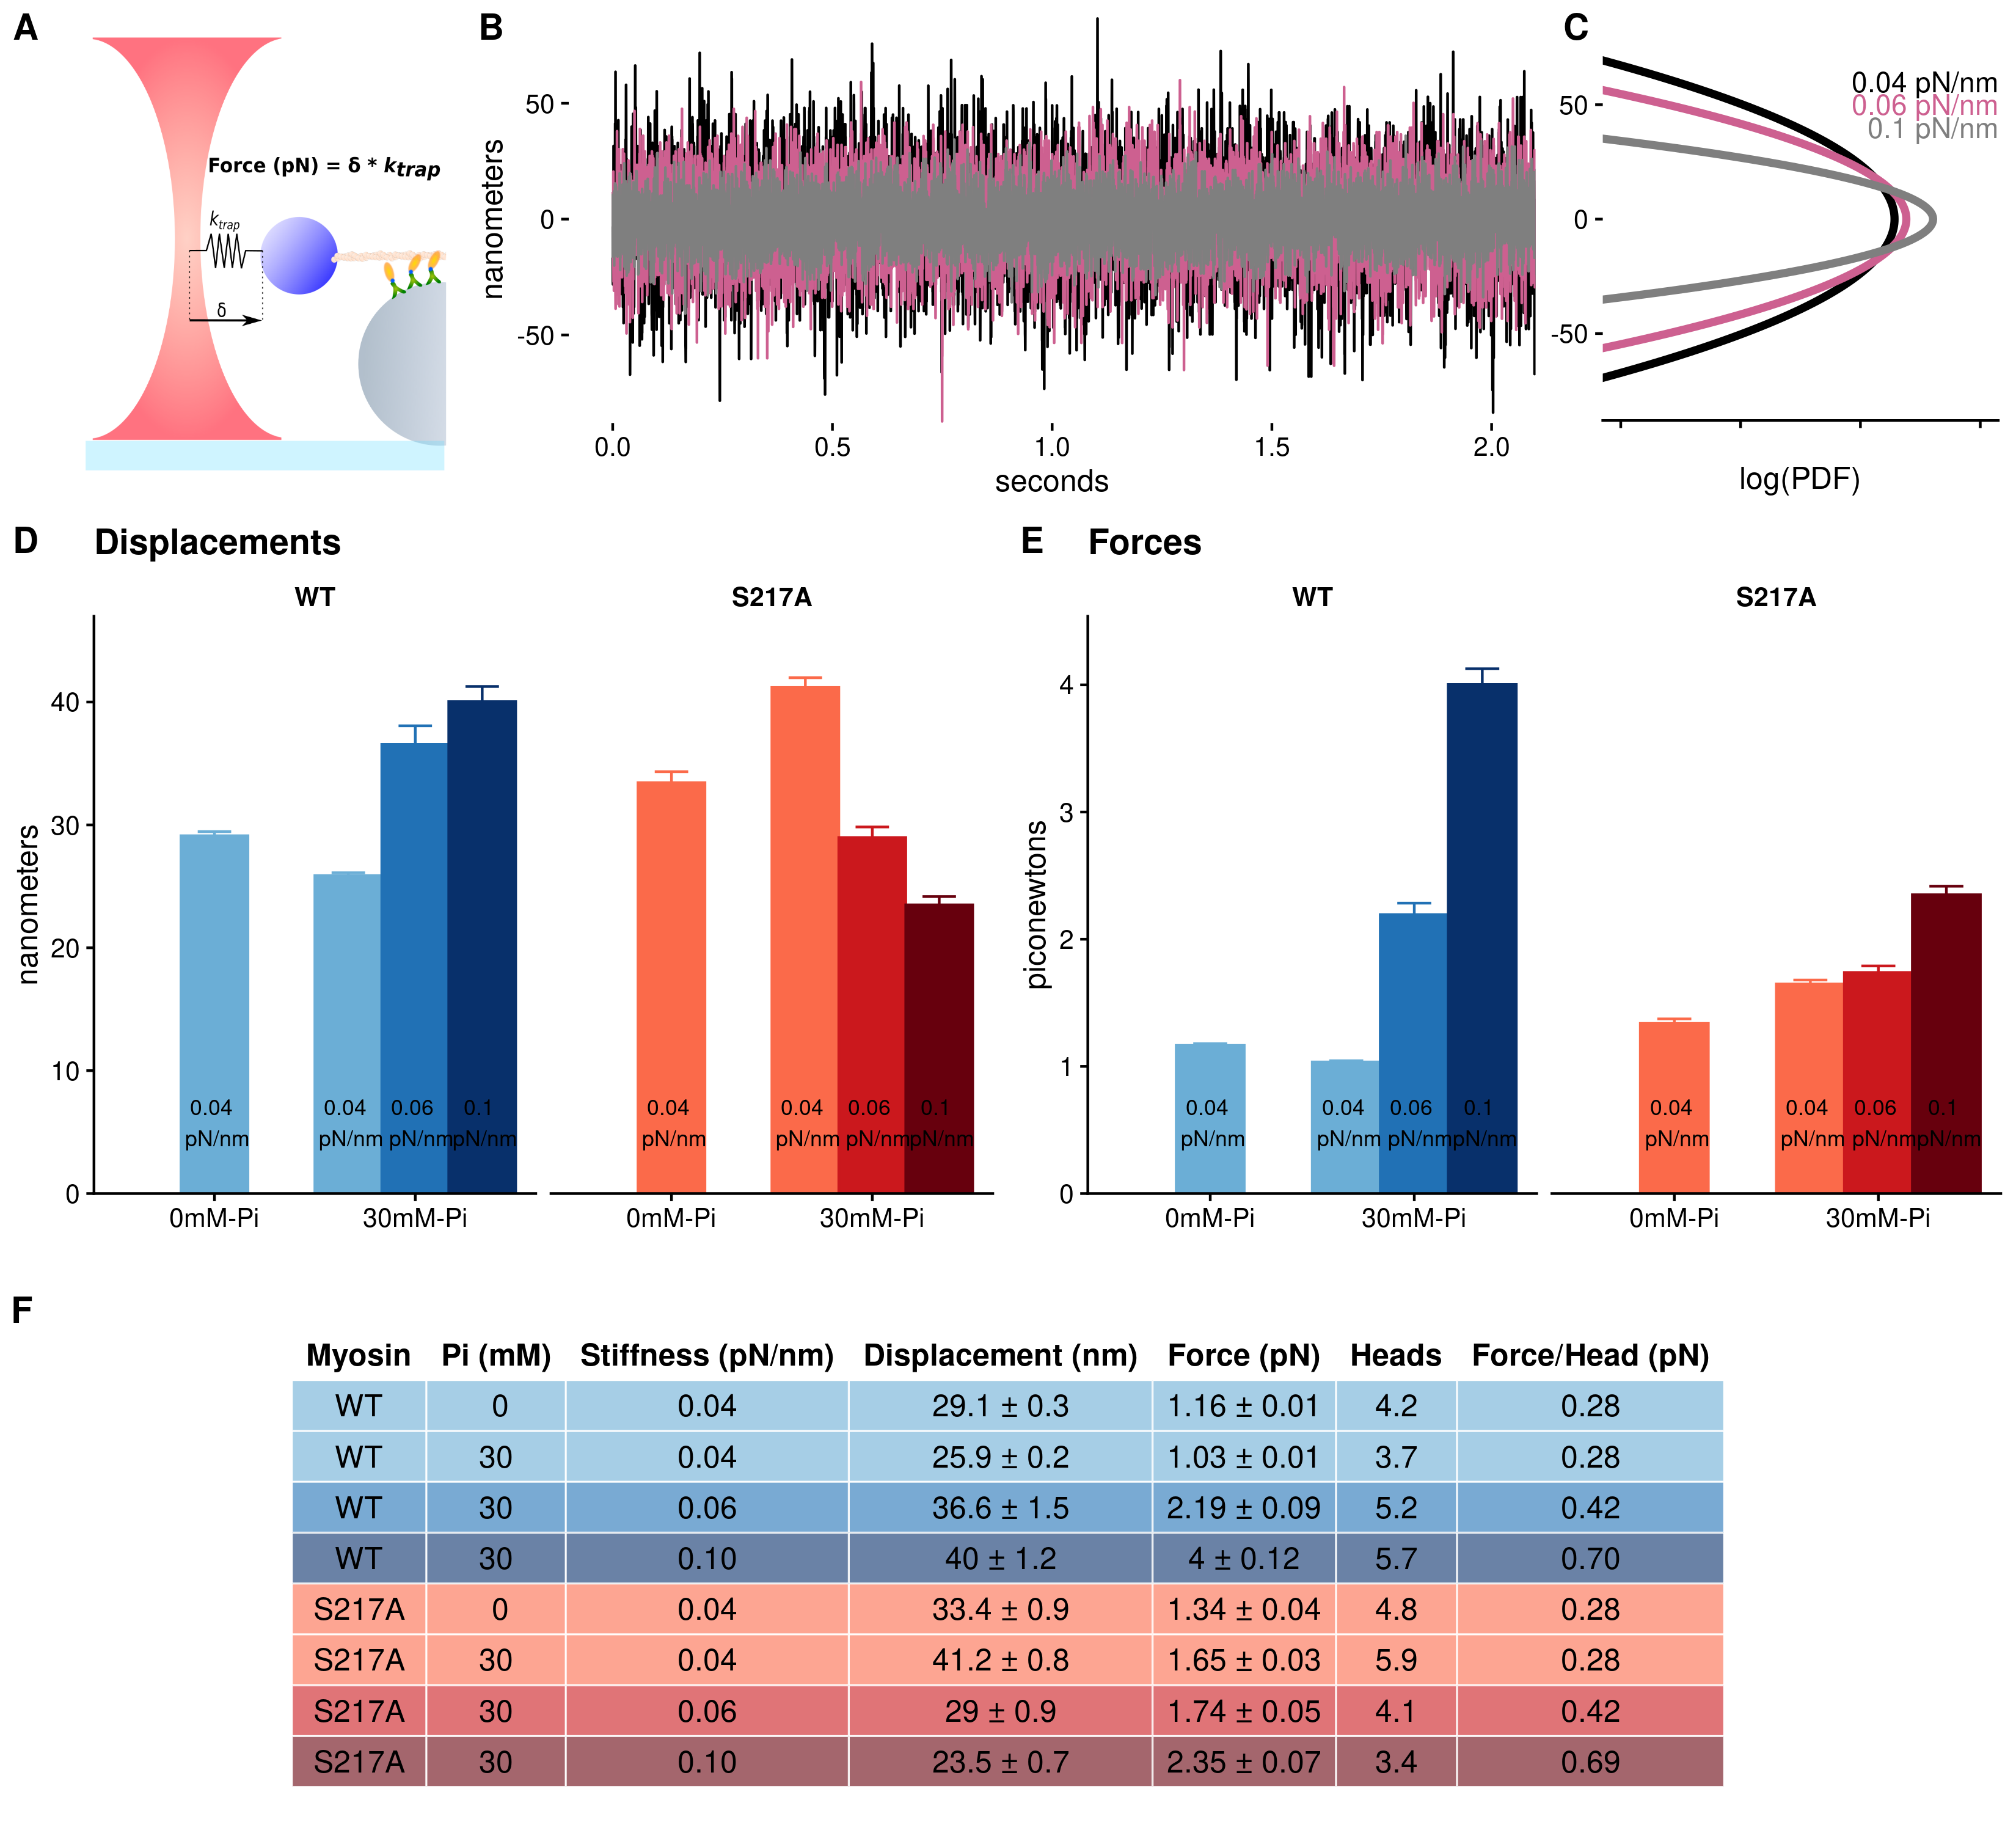 A
Force (pN) = δ * ktrap
ktrap
δ
B
nanometers
50
0
-50
0.0 0.5 1.0 1.5 2.0
seconds
C
0.04 pN/nm
0.06 pN/nm
0.1 pN/nm
50
0
-50
log(PDF)
D Displacements
WT S217A
nanometers
40
30
20
10
0
0.04 0.04 0.06 0.1 0.04 0.04 0.06 0.1
pN/nm pN/nm pN/nm pN/nm pN/nm pN/nm pN/nm pN/nm
0mM-Pi 30mM-Pi 0mM-Pi 30mM-Pi
E Forces
WT S217A
piconewtons
4
3
2
1
0
0.04 0.04 0.06 0.1 0.04 0.04 0.06 0.1
pN/nm pN/nm pN/nm pN/nm pN/nm pN/nm pN/nm pN/nm
0mM-Pi 30mM-Pi 0mM-Pi 30mM-Pi
F
Myosin Pi (mM) Stiffness (pN/nm) Displacement (nm) Force (pN) Heads Force/Head (pN)
WT 0 0.04 29.1 ± 0.3 1.16 ± 0.01 4.2 0.28
WT 30 0.04 25.9 ± 0.2 1.03 ± 0.01 3.7 0.28
WT 30 0.06 36.6 ± 1.5 2.19 ± 0.09 5.2 0.42
WT 30 0.10 40 ± 1.2 4 ± 0.12 5.7 0.70
S217A 0 0.04 33.4 ± 0.9 1.34 ± 0.04 4.8 0.28
S217A 30 0.04 41.2 ± 0.8 1.65 ± 0.03 5.9 0.28
S217A 30 0.06 29 ± 0.9 1.74 ± 0.05 4.1 0.42
S217A 30 0.10 23.5 ± 0.7 2.35 ± 0.07 3.4 0.69